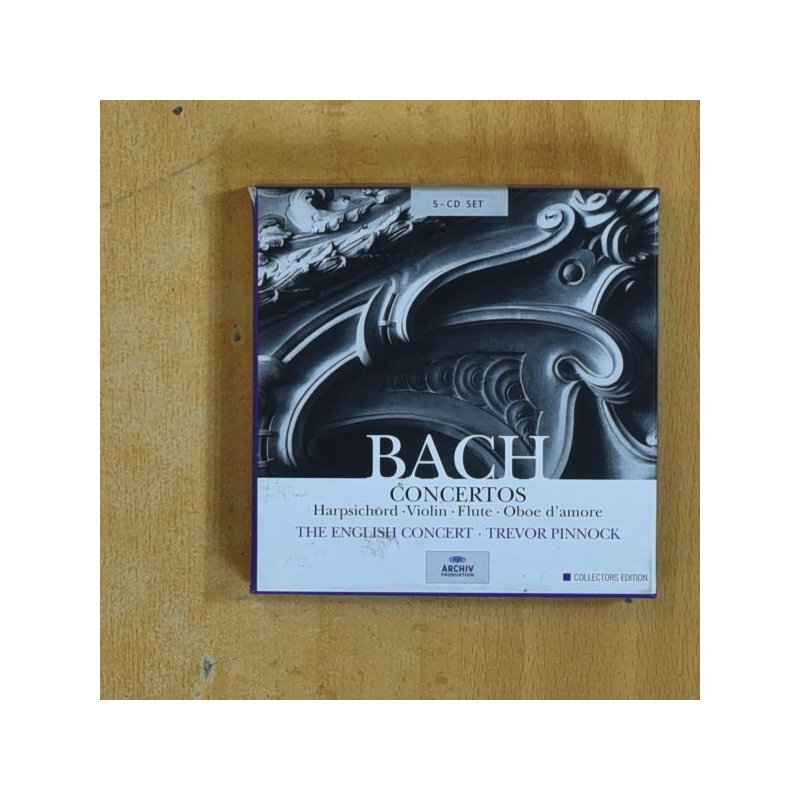 5-CD SET
BACH
CONCERTOS
Harpsichord · Violin · Flute · Oboe d'amore
THE ENGLISH CONCERT · TREVOR PINNOCK
ARCHIV
PRODUKTION
COLLECTORS EDITION